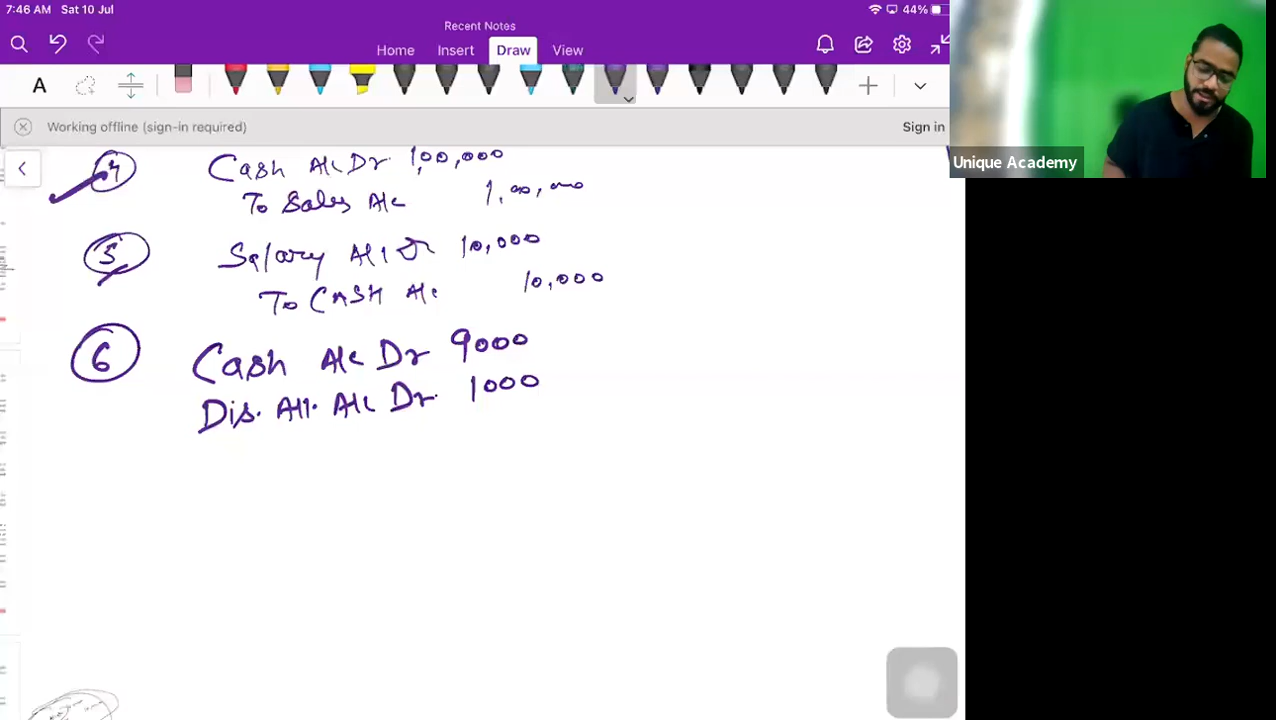 7:46 AM Sat 10 Jul
44%
Recent Notes
Home Insert Draw View
A
Working offline (sign-in required)
Sign in
Unique Academy
4 Cash A/c Dr. 1,00,000
To Sales A/c 1,00,000
5 Salary A/c Dr 10,000
To CASH A/c 10,000
6 Cash A/c Dr 9000
Dis. All. A/c Dr. 1000